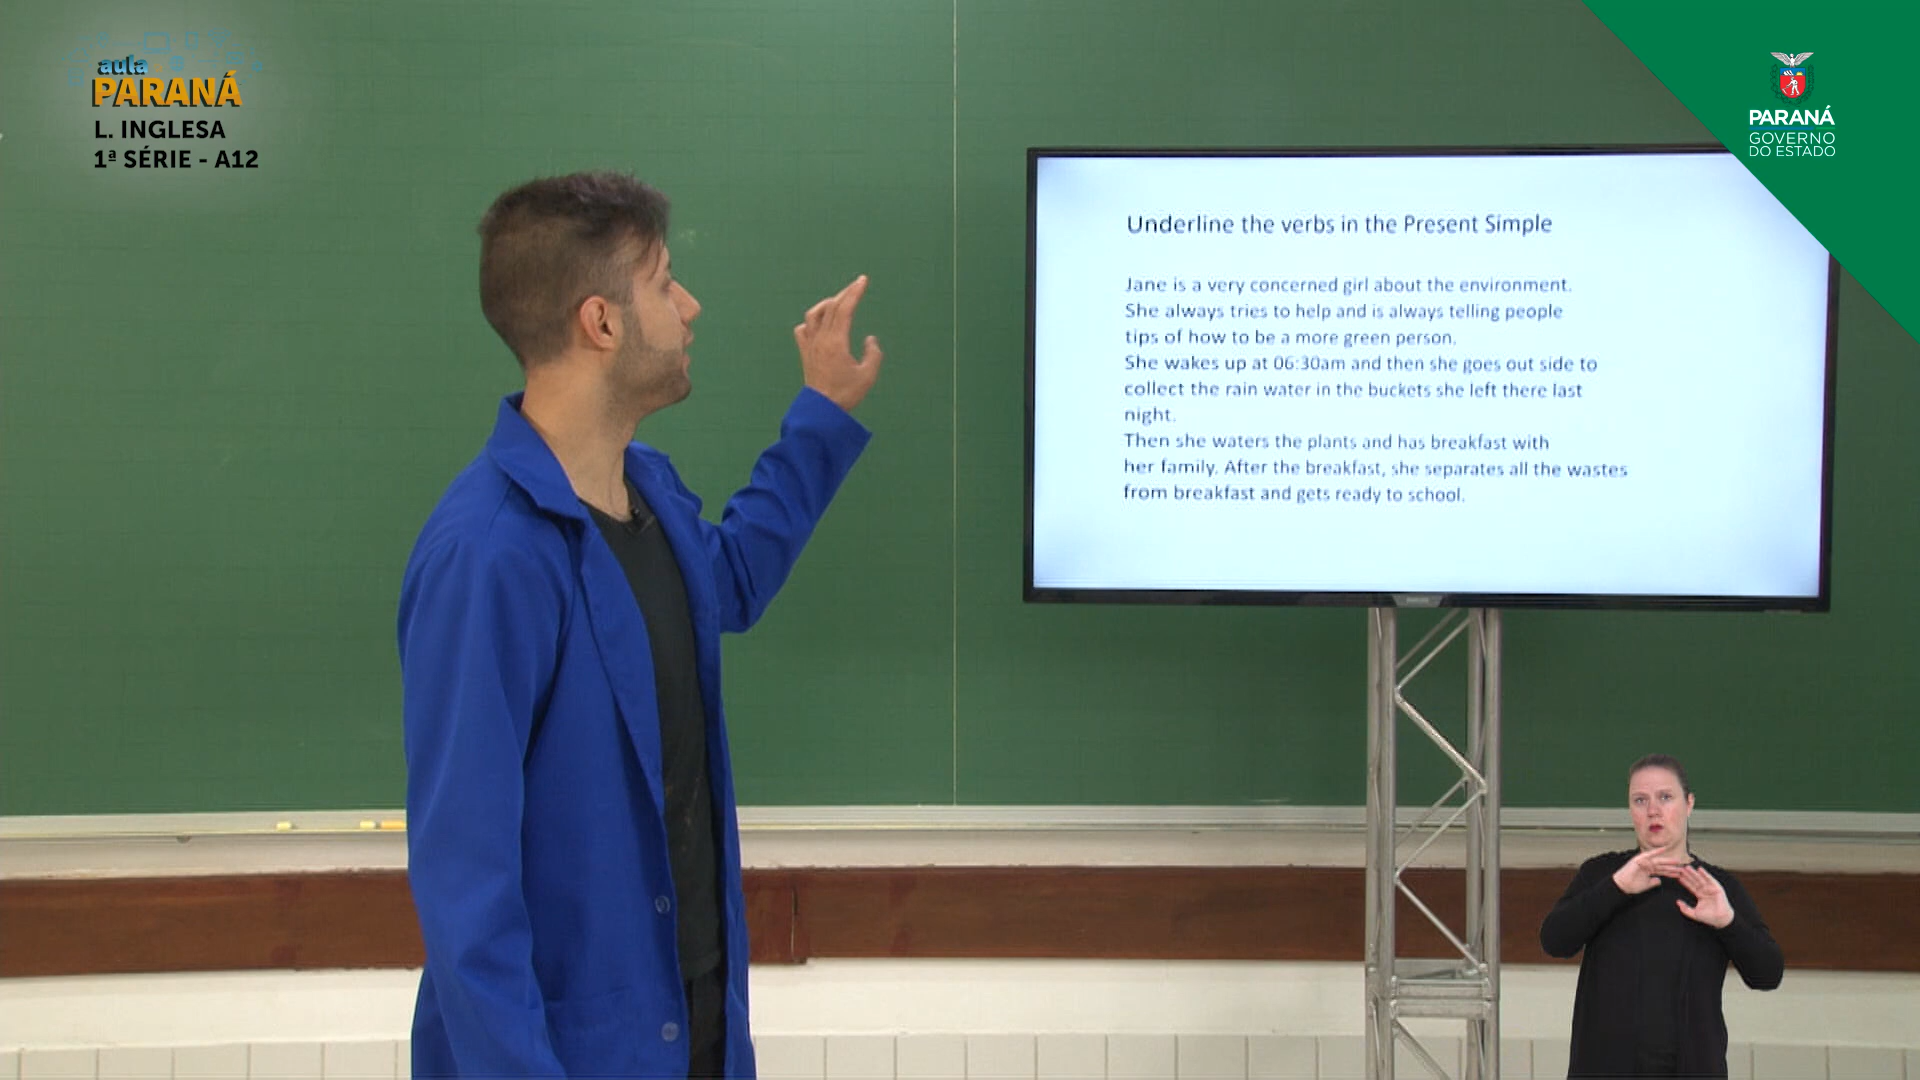 aula
PARANÁ
L. INGLESA
1ª SÉRIE - A12
PARANÁ
GOVERNO
DO ESTADO
Underline the verbs in the Present Simple
Jane is a very concerned girl about the environment.
She always tries to help and is always telling people
tips of how to be a more green person.
She wakes up at 06:30am and then she goes out side to
collect the rain water in the buckets she left there last
night.
Then she waters the plants and has breakfast with
her family. After the breakfast, she separates all the wastes
from breakfast and gets ready to school.